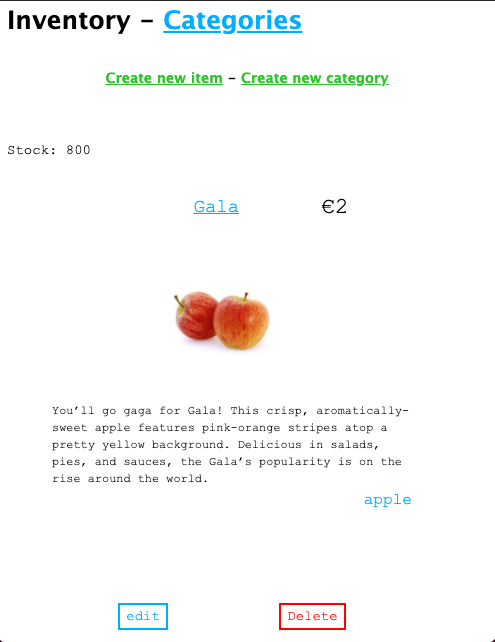 Inventory - Categories
Create new item - Create new category
Stock: 800
Gala €2
You’ll go gaga for Gala! This crisp, aromatically-
sweet apple features pink-orange stripes atop a
pretty yellow background. Delicious in salads,
pies, and sauces, the Gala’s popularity is on the
rise around the world.
apple
edit Delete